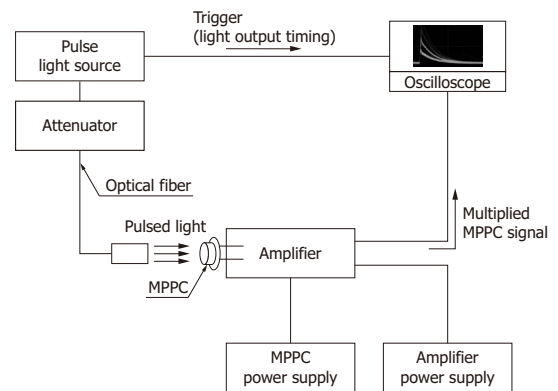 Trigger
(light output timing)
Pulse
light source
Oscilloscope
Attenuator
Optical fiber
Pulsed light
Multiplied
MPPC signal
Amplifier
MPPC
MPPC
power supply
Amplifier
power supply